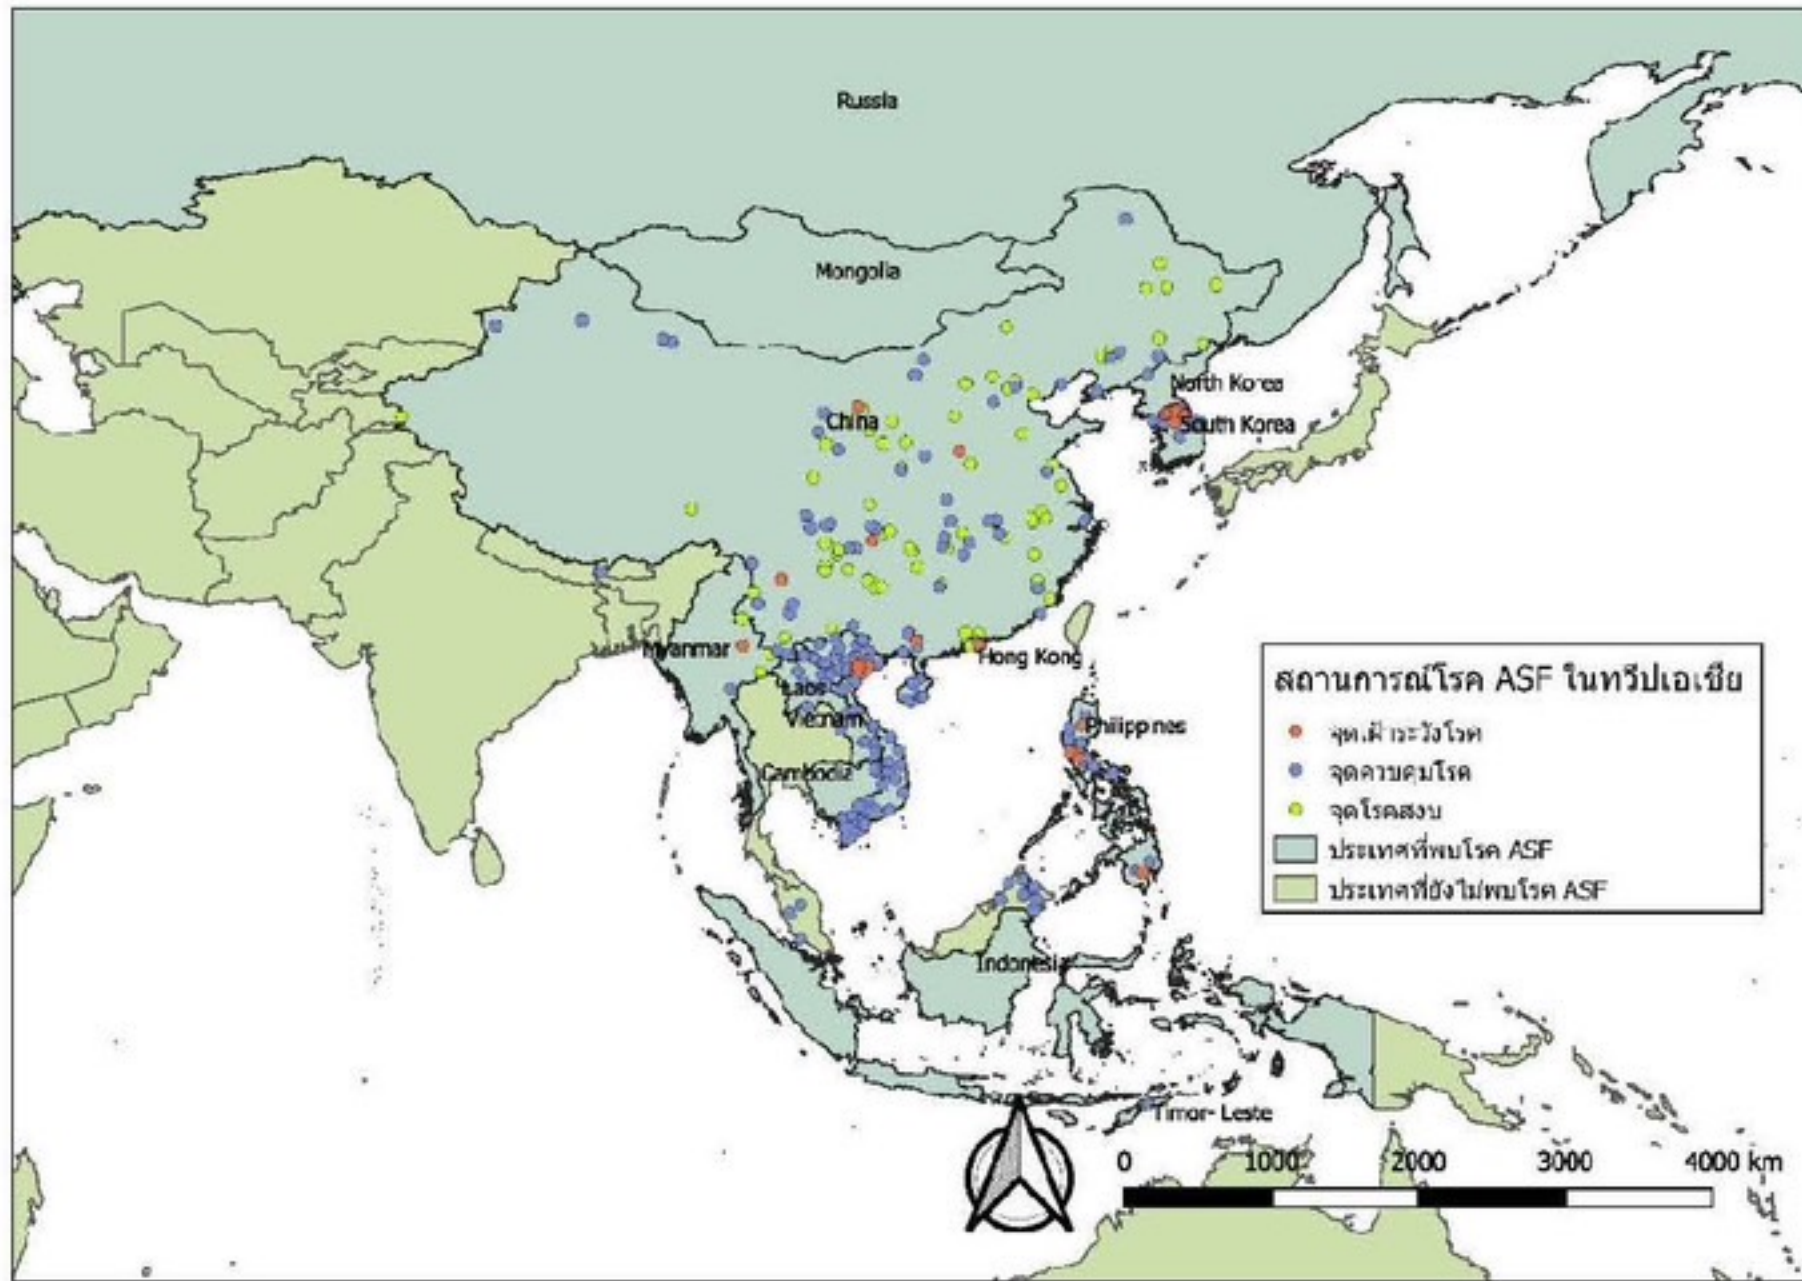 Russia
Mongolia
North Korea
China
South Korea
Myanmar
Hong Kong
Laos
Vietnam
Philippines
Cambodia
Indonesia
Timor- Leste
สถานการณ์โรค ASF ในทวีปเอเชีย
จุดเฝ้าระวังโรค
จุดควบคุมโรค
จุดโรคสงบ
ประเทศที่พบโรค ASF
ประเทศที่ยังไม่พบโรค ASF
0 1000 2000 3000 4000 km